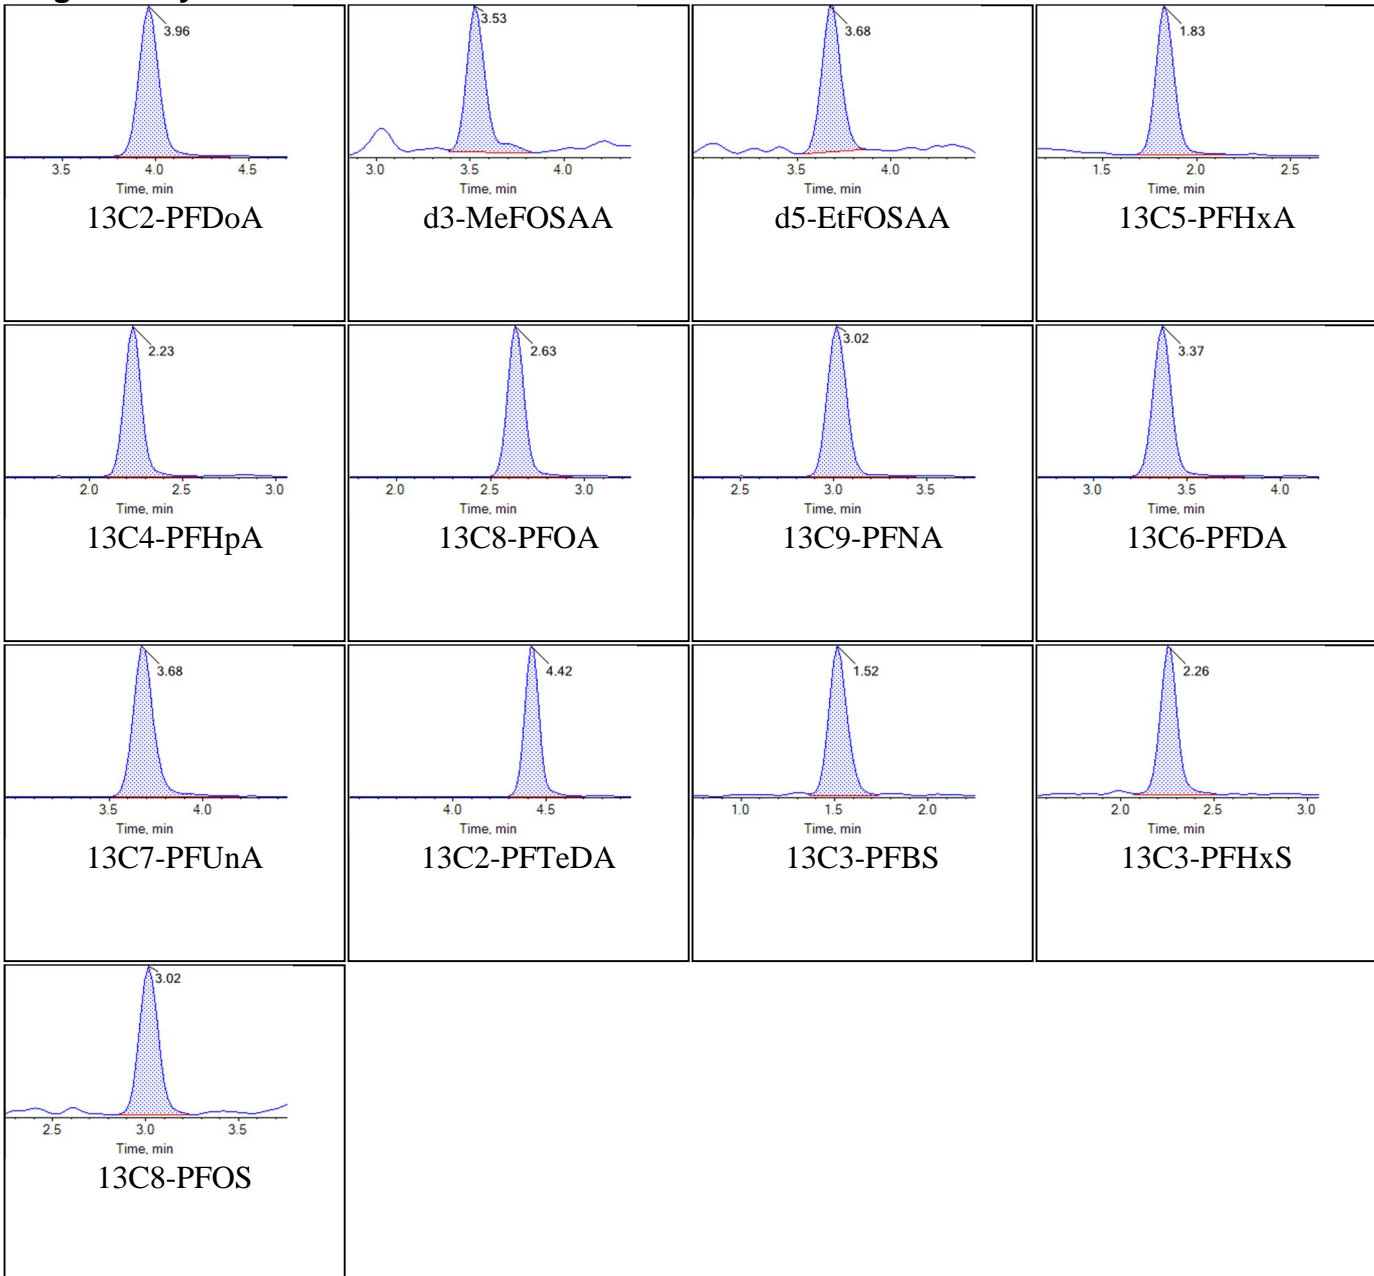 3.96
3.5 4.0 4.5
Time, min
13C2-PFDoA
3.53
3.0 3.5 4.0
Time, min
d3-MeFOSAA
3.68
3.5 4.0
Time, min
d5-EtFOSAA
1.83
1.5 2.0 2.5
Time, min
13C5-PFHxA
2.23
2.0 2.5 3.0
Time, min
13C4-PFHpA
2.63
2.0 2.5 3.0
Time, min
13C8-PFOA
3.02
2.5 3.0 3.5
Time, min
13C9-PFNA
3.37
3.0 3.5 4.0
Time, min
13C6-PFDA
3.68
3.5 4.0
Time, min
13C7-PFUnA
4.42
4.0 4.5
Time, min
13C2-PFTeDA
1.52
1.0 1.5 2.0
Time, min
13C3-PFBS
2.26
2.0 2.5 3.0
Time, min
13C3-PFHxS
3.02
2.5 3.0 3.5
Time, min
13C8-PFOS